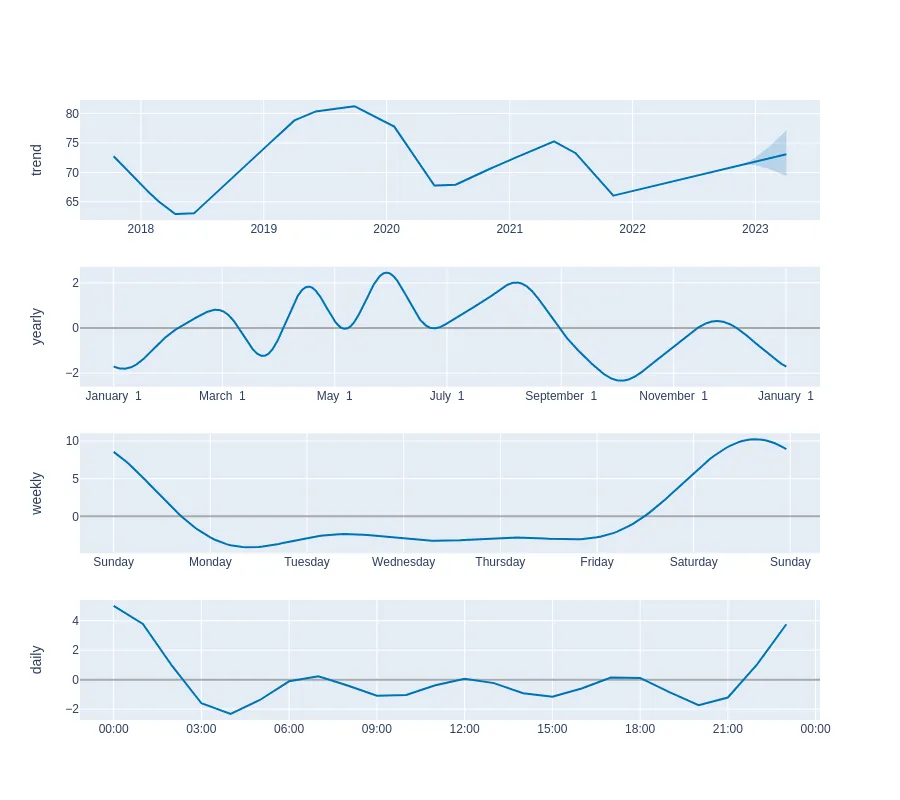 trend
80
75
70
65
2018 2019 2020 2021 2022 2023
yearly
2
0
−2
January 1 March 1 May 1 July 1 September 1 November 1 January 1
weekly
10
5
0
Sunday Monday Tuesday Wednesday Thursday Friday Saturday Sunday
daily
4
2
0
−2
00:00 03:00 06:00 09:00 12:00 15:00 18:00 21:00 00:00